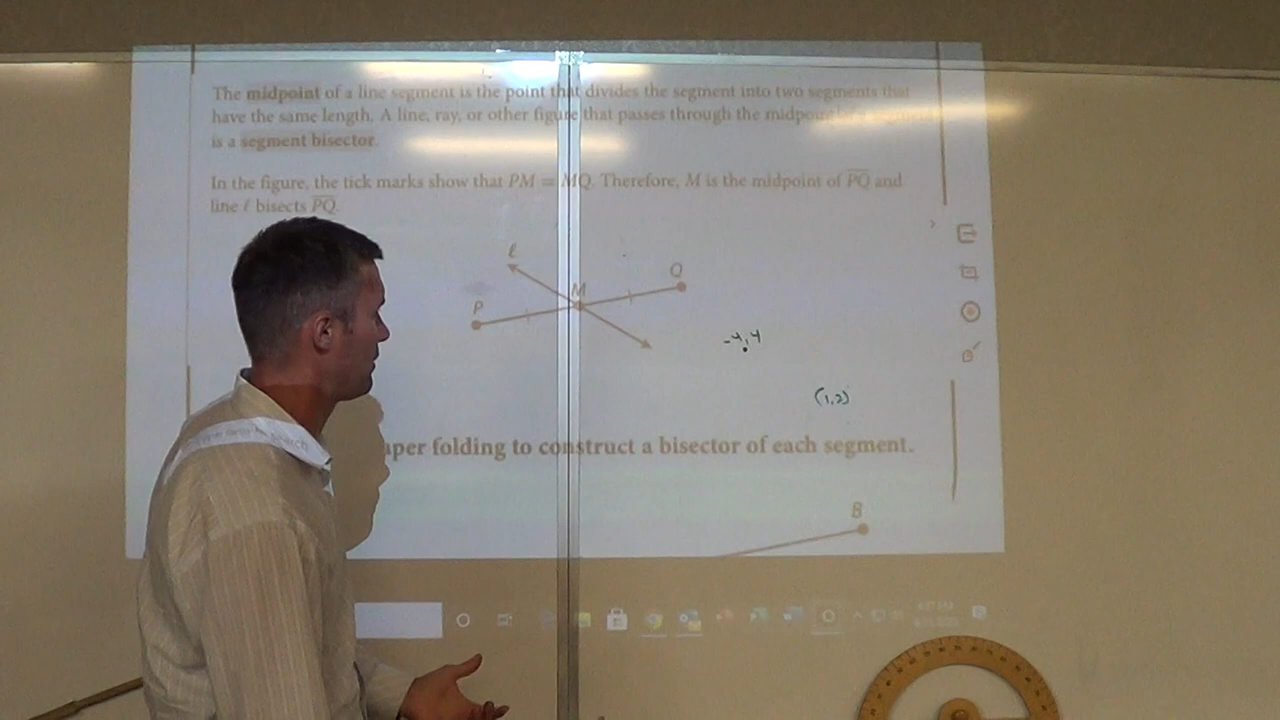 The midpoint of a line segment is the point that divides the segment into two segments that
have the same length. A line, ray, or other figure that passes through the midpoint of a segment
is a segment bisector.
In the figure, the tick marks show that PM = MQ. Therefore, M is the midpoint of PQ and
line ℓ bisects PQ.
ℓ
Q
M
P
-4,4
(1,2)
aper folding to construct a bisector of each segment.
B